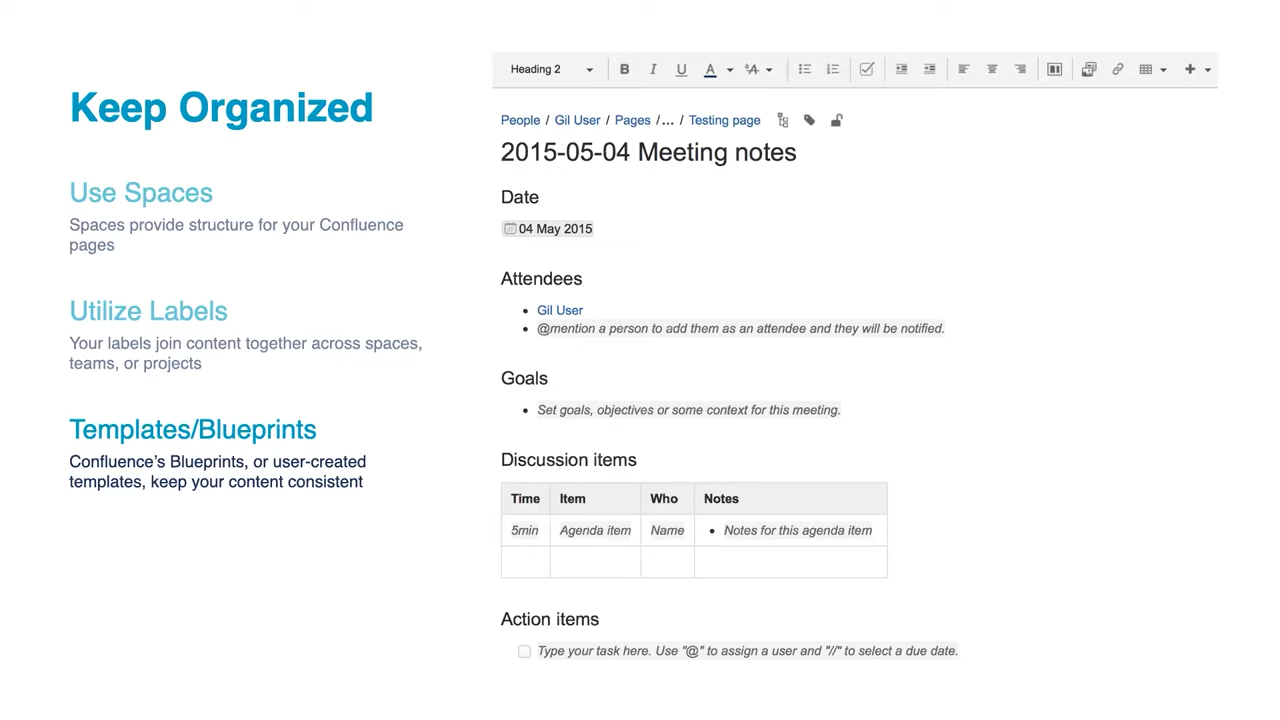 Keep Organized
Use Spaces
Spaces provide structure for your Confluence
pages
Utilize Labels
Your labels join content together across spaces,
teams, or projects
Templates/Blueprints
Confluence's Blueprints, or user-created
templates, keep your content consistent
Heading 2 B I U A ªA
People / Gil User / Pages /... / Testing page
2015-05-04 Meeting notes
Date
04 May 2015
Attendees
• Gil User
• @mention a person to add them as an attendee and they will be notified.
Goals
• Set goals, objectives or some context for this meeting.
Discussion items
Time Item Who Notes
5min Agenda item Name • Notes for this agenda item
Action items
Type your task here. Use "@" to assign a user and "//" to select a due date.